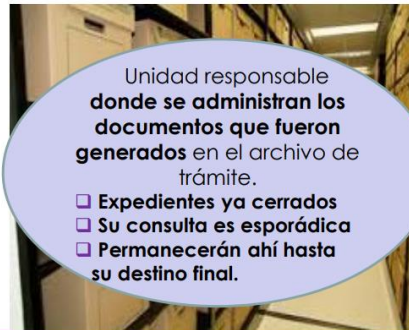 Unidad responsable
donde se administran los
documentos que fueron
generados en el archivo de
trámite.
❑ Expedientes ya cerrados
❑ Su consulta es esporádica
❑ Permanecerán ahí hasta
su destino final.